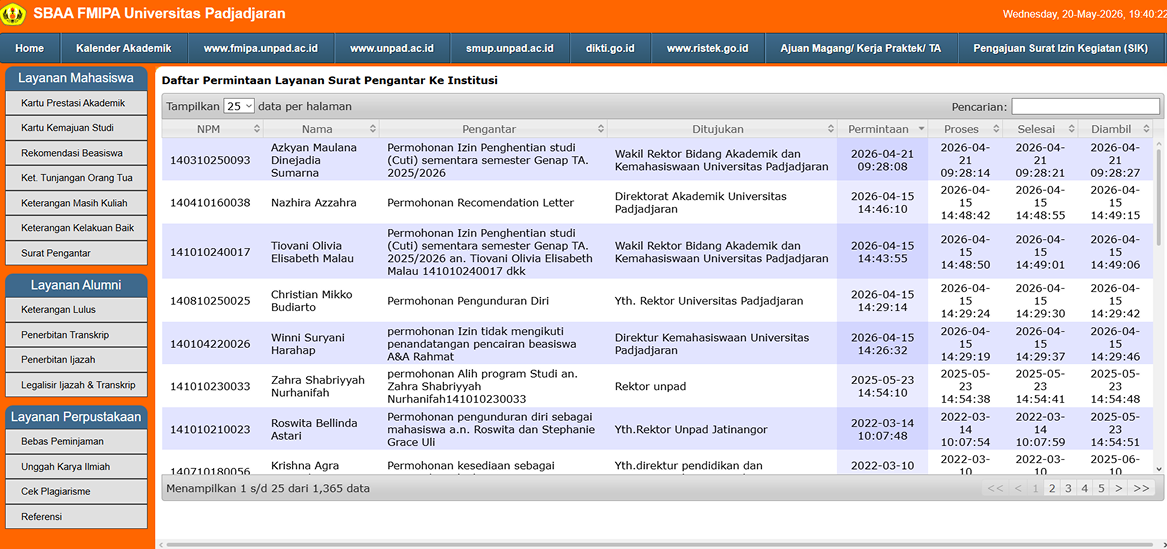 SBAA FMIPA Universitas Padjadjaran
Wednesday, 20-May-2026, 19:40:22
Home Kalender Akademik www.fmipa.unpad.ac.id www.unpad.ac.id smup.unpad.ac.id dikti.go.id www.ristek.go.id Ajuan Magang/ Kerja Praktek/ TA Pengajuan Surat Izin Kegiatan (SIK)
Layanan Mahasiswa
Kartu Prestasi Akademik
Kartu Kemajuan Studi
Rekomendasi Beasiswa
Ket. Tunjangan Orang Tua
Keterangan Masih Kuliah
Keterangan Kelakuan Baik
Surat Pengantar
Layanan Alumni
Keterangan Lulus
Penerbitan Transkrip
Penerbitan Ijazah
Legalisir Ijazah & Transkrip
Layanan Perpustakaan
Bebas Peminjaman
Unggah Karya Ilmiah
Cek Plagiarisme
Referensi
Daftar Permintaan Layanan Surat Pengantar Ke Institusi
Tampilkan 25 data per halaman Pencarian:
NPM Nama Pengantar Ditujukan Permintaan Proses Selesai Diambil
140310250093
Azkyan Maulana
Dinejadia
Sumarna
Permohonan Izin Penghentian studi
(Cuti) sementara semester Genap TA.
2025/2026
Wakil Rektor Bidang Akademik dan
Kemahasiswaan Universitas Padjadjaran
2026-04-21
09:28:08
2026-04-
21
09:28:14
2026-04-
21
09:28:21
2026-04-
21
09:28:27
140410160038
Nazhira Azzahra
Permohonan Recomendation Letter
Direktorat Akademik Universitas
Padjadjaran
2026-04-15
14:46:10
2026-04-
15
14:48:42
2026-04-
15
14:48:55
2026-04-
15
14:49:15
141010240017
Tiovani Olivia
Elisabeth Malau
Permohonan Izin Penghentian studi
(Cuti) sementara semester Genap TA.
2025/2026 an. Tiovani Olivia Elisabeth
Malau 141010240017 dkk
Wakil Rektor Bidang Akademik dan
Kemahasiswaan Universitas Padjadjaran
2026-04-15
14:43:55
2026-04-
15
14:48:50
2026-04-
15
14:49:01
2026-04-
15
14:49:06
140810250025
Christian Mikko
Budiarto
Permohonan Pengunduran Diri
Yth. Rektor Universitas Padjadjaran
2026-04-15
14:29:14
2026-04-
15
14:29:24
2026-04-
15
14:29:30
2026-04-
15
14:29:42
140104220026
Winni Suryani
Harahap
permohonan Izin tidak mengikuti
penandatangan pencairan beasiswa
A&A Rahmat
Direktur Kemahasiswaan Universitas
Padjadjaran
2026-04-15
14:26:32
2026-04-
15
14:29:19
2026-04-
15
14:29:37
2026-04-
15
14:29:46
141010230033
Zahra Shabriyyah
Nurhanifah
permohonan Alih program Studi an.
Zahra Shabriyyah
Nurhanifah141010230033
Rektor unpad
2025-05-23
14:54:10
2025-05-
23
14:54:38
2025-05-
23
14:54:41
2025-05-
23
14:54:48
141010210023
Roswita Bellinda
Astari
Permohonan pengunduran diri sebagai
mahasiswa a.n. Roswita dan Stephanie
Grace Uli
Yth.Rektor Unpad Jatinangor
2022-03-14
10:07:48
2022-03-
14
10:07:54
2022-03-
14
10:07:59
2025-05-
23
14:54:51
140710180056
Krishna Agra
Permohonan kesediaan sebagai
Yth.direktur pendidikan dan
2022-03-10
2022-03-
10
2022-03-
10
2025-06-
10
Menampilkan 1 s/d 25 dari 1,365 data
<< < 1 2 3 4 5 > >>